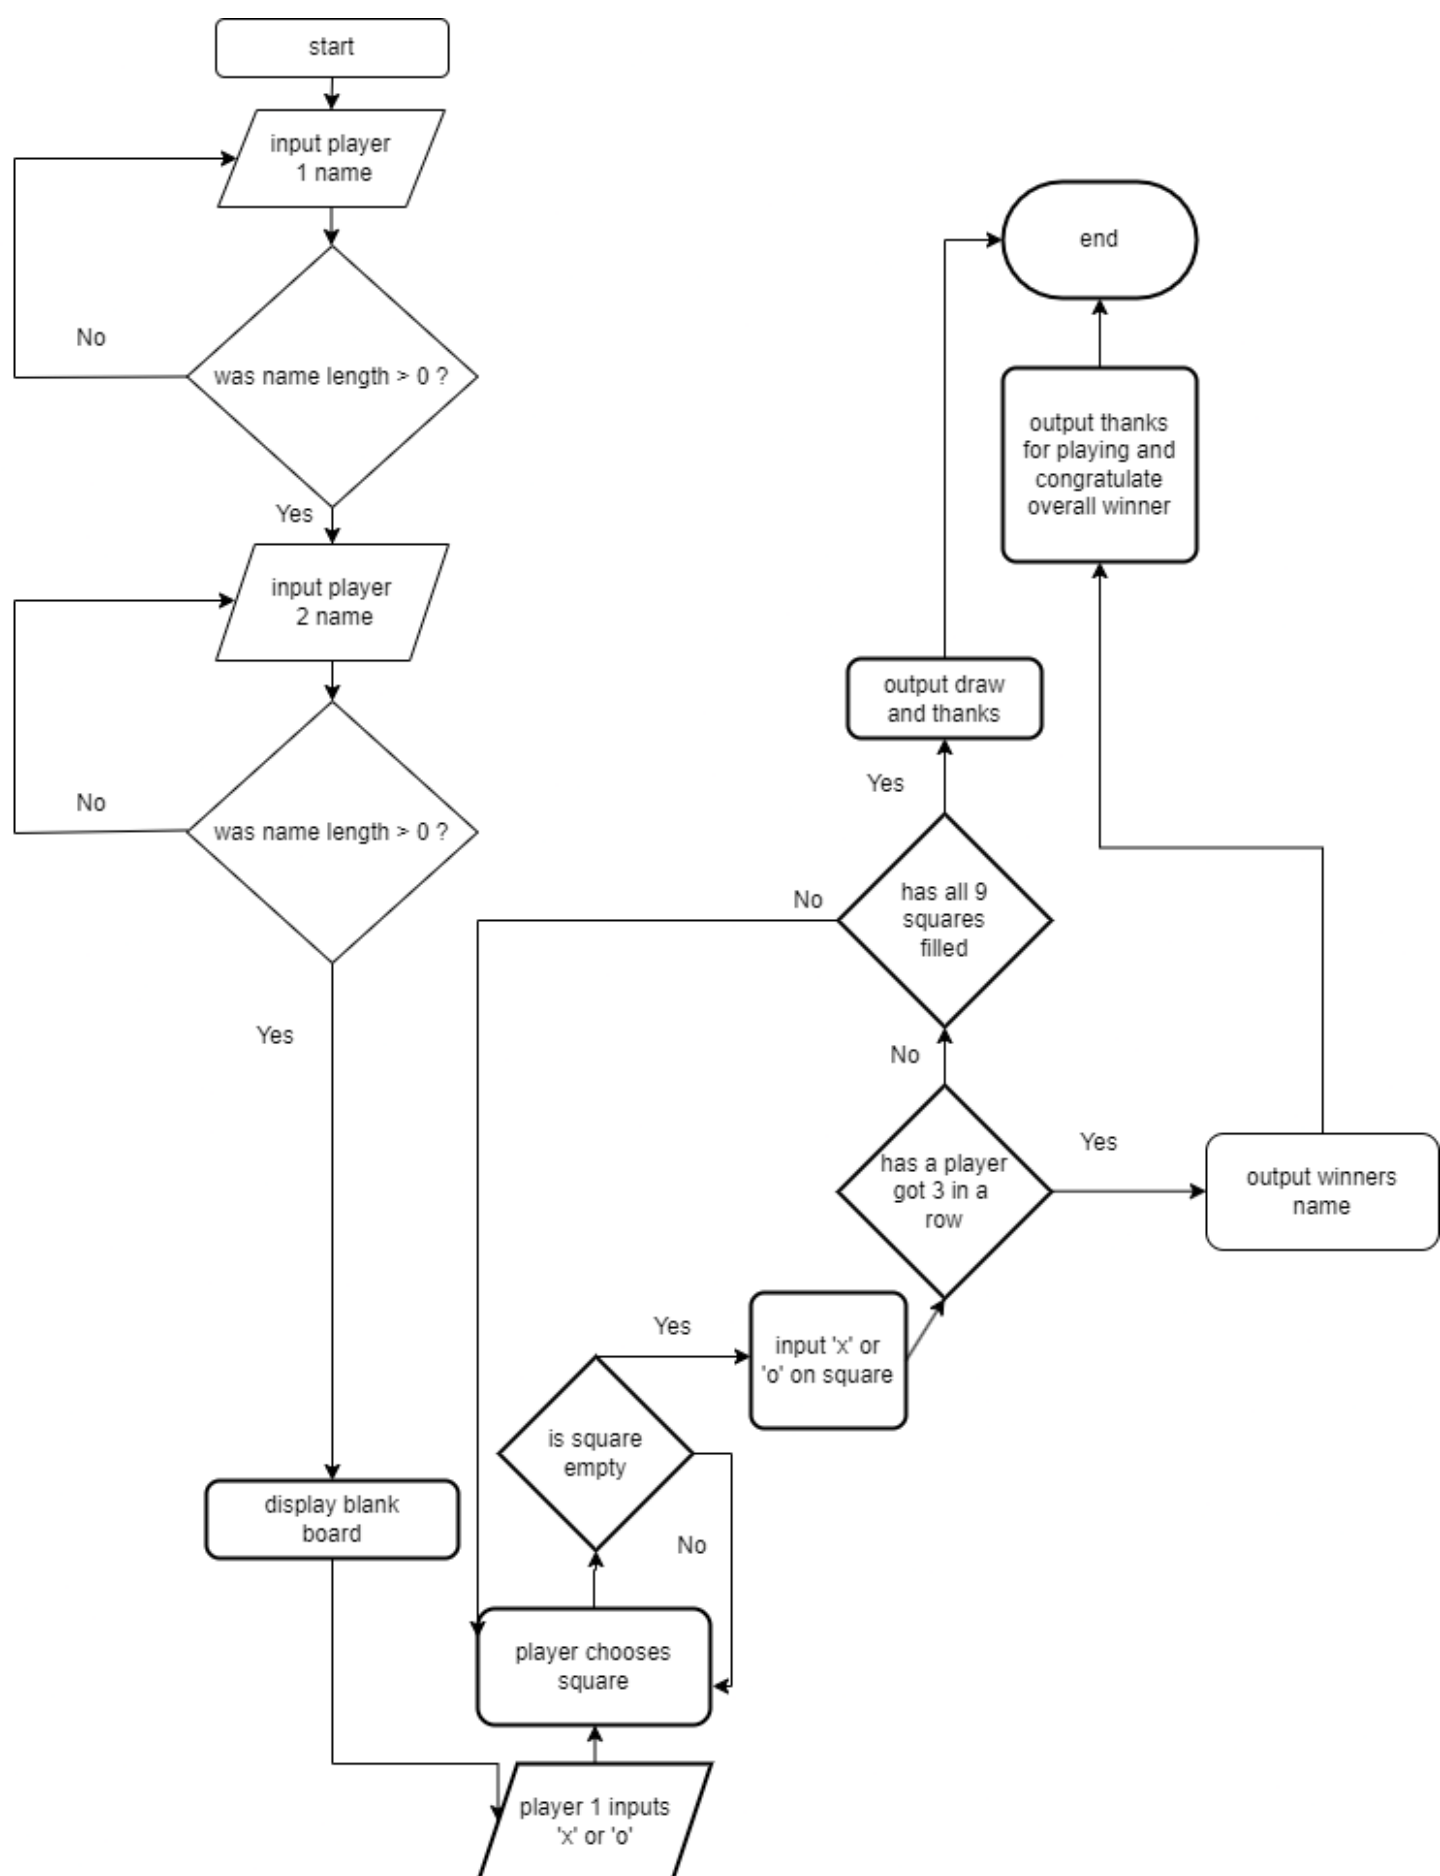 start
input player
1 name
was name length > 0 ?
No
Yes
input player
2 name
was name length > 0 ?
No
Yes
display blank
board
player 1 inputs
'x' or 'o'
player chooses
square
is square
empty
No
Yes
input 'x' or
'o' on square
has a player
got 3 in a
row
Yes
output winners
name
No
has all 9
squares
filled
No
Yes
output draw
and thanks
output thanks
for playing and
congratulate
overall winner
end